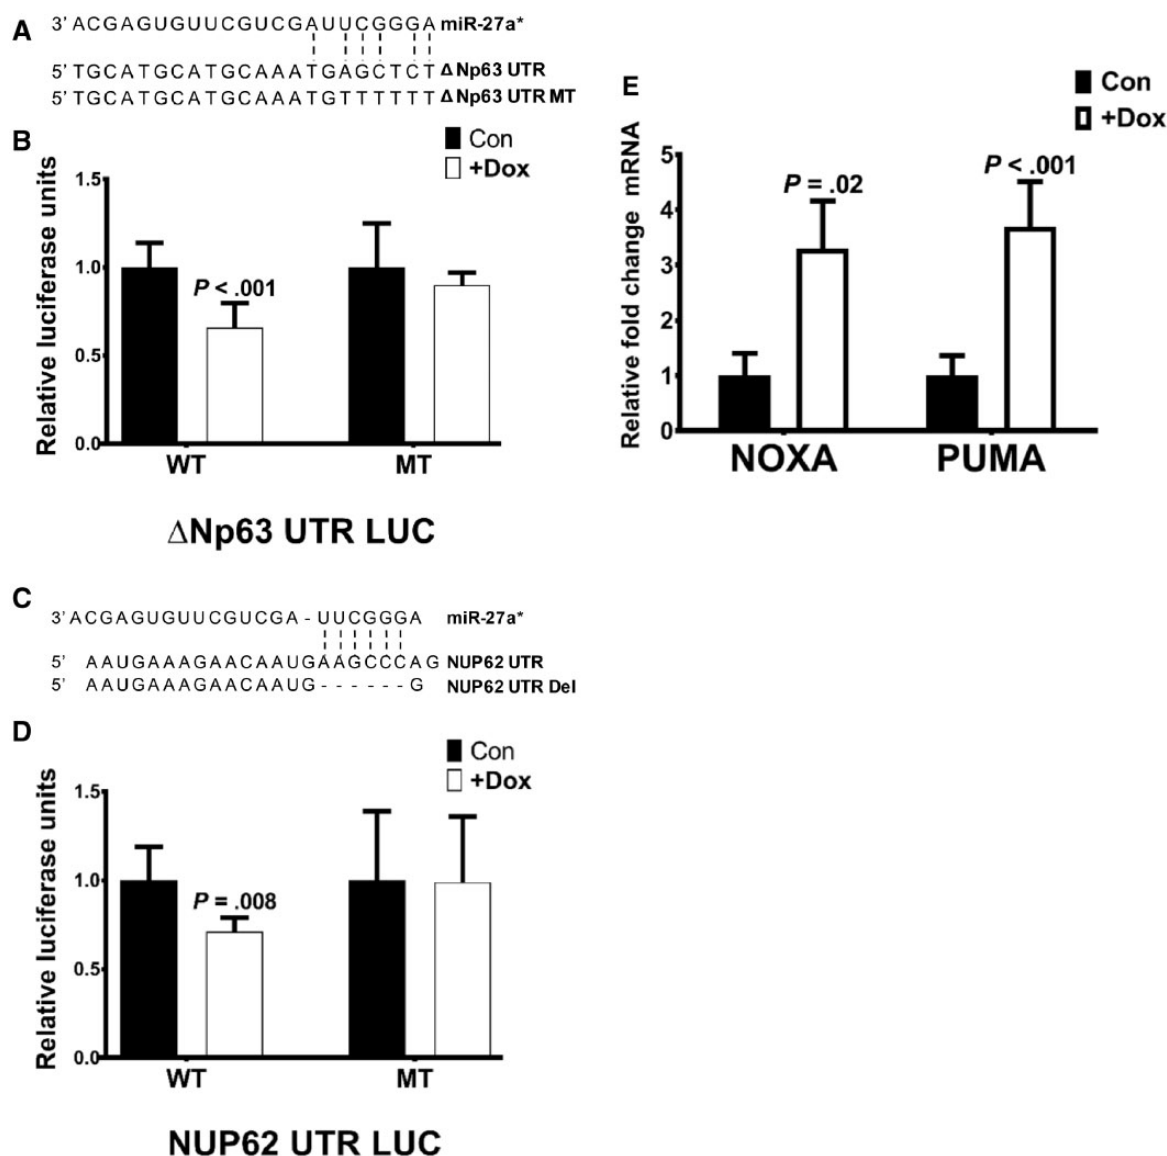 A
3' ACGAGUGUUCGUCGAUUCGGGA miR-27a*
5' TGCATGCATGCAAATGAGCTCT Δ Np63 UTR
5' TGCATGCATGCAAATGTTTTTT Δ Np63 UTR MT
B
Con
+Dox
Relative luciferase units
1.5
1.0
0.5
0.0
P < .001
WT
MT
ΔNp63 UTR LUC
C
3' ACGAGUGUUCGUCGA-UUCGGGA miR-27a*
5' AAUGAAAGAACAAUGAAGCCCAG NUP62 UTR
5' AAUGAAAGAACAAUG------G NUP62 UTR Del
D
Con
+Dox
Relative luciferase units
1.5
1.0
0.5
0.0
P = .008
WT
MT
NUP62 UTR LUC
E
Con
+Dox
Relative fold change mRNA
5
4
3
2
1
0
P = .02
P < .001
NOXA
PUMA